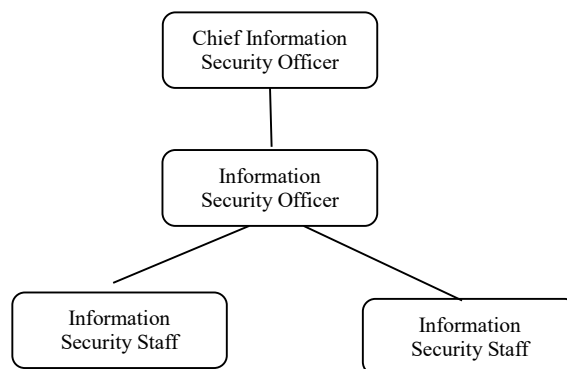 Chief Information
Security Officer
Information
Security Officer
Information
Security Staff
Information
Security Staff